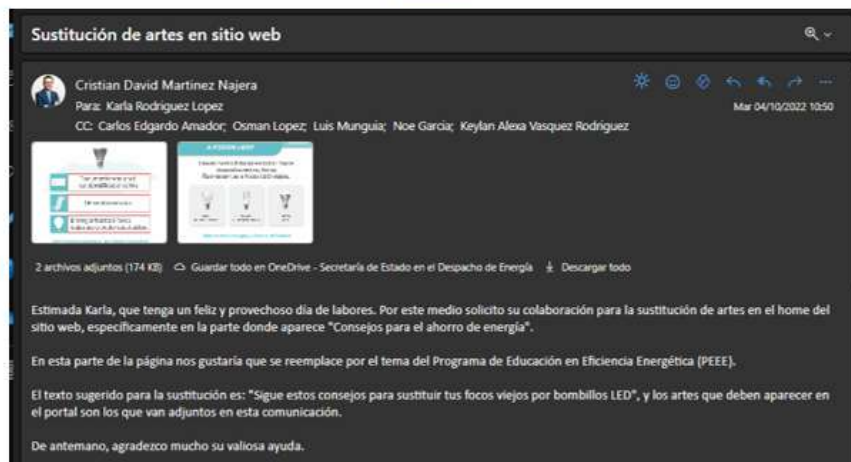 Sustitución de artes en sitio web
Cristian David Martinez Najera
Para: Karla Rodriguez Lopez
Mar 04/10/2022 10:50
CC: Carlos Edgardo Amador; Osman Lopez; Luis Munguia; Noe Garcia; Keylan Alexa Vasquez Rodriguez
2 archivos adjuntos (174 KB) Guardar todo en OneDrive - Secretaría de Estado en el Despacho de Energía Descargar todo
Estimada Karla, que tenga un feliz y provechoso día de labores. Por este medio solicito su colaboración para la sustitución de artes en el home del
sitio web, específicamente en la parte donde aparece "Consejos para el ahorro de energía".
En esta parte de la página nos gustaría que se reemplace por el tema del Programa de Educación en Eficiencia Energética (PEEE).
El texto sugerido para la sustitución es: "Sigue estos consejos para sustituir tus focos viejos por bombillos LED", y los artes que deben aparecer en
el portal son los que van adjuntos en esta comunicación.
De antemano, agradezco mucho su valiosa ayuda.